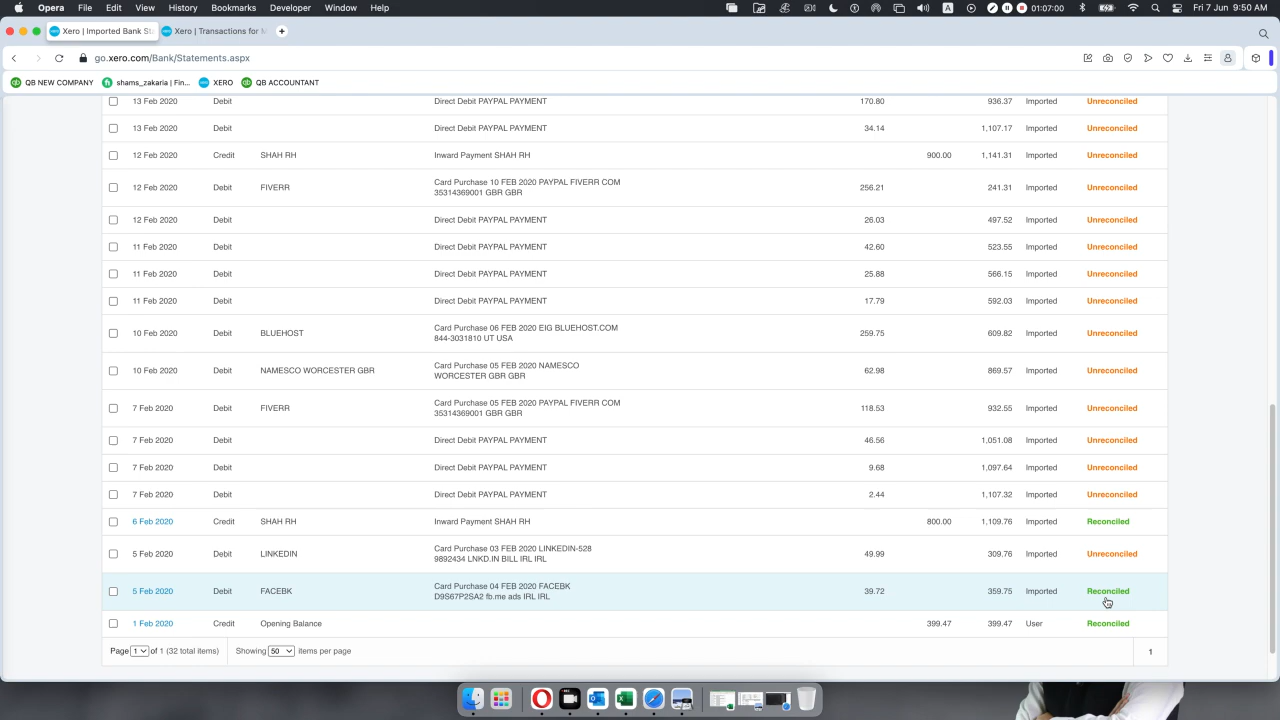 Opera File Edit View History Bookmarks Developer Window Help 01:07:00 Fri 7 Jun 9:50 AM
Xero | Imported Bank St Xero | Transactions for M
go.xero.com/Bank/Statements.aspx
QB NEW COMPANY shams_zakaria | Fin... XERO QB ACCOUNTANT
13 Feb 2020 Debit Direct Debit PAYPAL PAYMENT 170.80 936.37 Imported Unreconciled
13 Feb 2020 Debit Direct Debit PAYPAL PAYMENT 34.14 1,107.17 Imported Unreconciled
12 Feb 2020 Credit SHAH RH Inward Payment SHAH RH 900.00 1,141.31 Imported Unreconciled
12 Feb 2020 Debit FIVERR Card Purchase 10 FEB 2020 PAYPAL FIVERR COM 256.21 241.31 Imported Unreconciled
35314369001 GBR GBR
12 Feb 2020 Debit Direct Debit PAYPAL PAYMENT 26.03 497.52 Imported Unreconciled
11 Feb 2020 Debit Direct Debit PAYPAL PAYMENT 42.60 523.55 Imported Unreconciled
11 Feb 2020 Debit Direct Debit PAYPAL PAYMENT 25.88 566.15 Imported Unreconciled
11 Feb 2020 Debit Direct Debit PAYPAL PAYMENT 17.79 592.03 Imported Unreconciled
10 Feb 2020 Debit BLUEHOST Card Purchase 06 FEB 2020 EIG BLUEHOST.COM 259.75 609.82 Imported Unreconciled
844-3031810 UT USA
10 Feb 2020 Debit NAMESCO WORCESTER GBR Card Purchase 05 FEB 2020 NAMESCO 62.98 869.57 Imported Unreconciled
WORCESTER GBR GBR
7 Feb 2020 Debit FIVERR Card Purchase 05 FEB 2020 PAYPAL FIVERR COM 118.53 932.55 Imported Unreconciled
35314369001 GBR GBR
7 Feb 2020 Debit Direct Debit PAYPAL PAYMENT 46.56 1,051.08 Imported Unreconciled
7 Feb 2020 Debit Direct Debit PAYPAL PAYMENT 9.68 1,097.64 Imported Unreconciled
7 Feb 2020 Debit Direct Debit PAYPAL PAYMENT 2.44 1,107.32 Imported Unreconciled
6 Feb 2020 Credit SHAH RH Inward Payment SHAH RH 800.00 1,109.76 Imported Reconciled
5 Feb 2020 Debit LINKEDIN Card Purchase 03 FEB 2020 LINKEDIN-528 49.99 309.76 Imported Unreconciled
9892434 LNKD.IN BILL IRL IRL
5 Feb 2020 Debit FACEBK Card Purchase 04 FEB 2020 FACEBK 39.72 359.75 Imported Reconciled
D9S67P2SA2 fb.me ads IRL IRL
1 Feb 2020 Credit Opening Balance 399.47 399.47 User Reconciled
Page 1 of 1 (32 total items) Showing 50 items per page 1